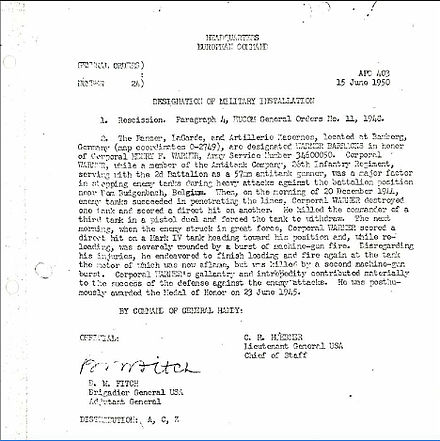 HEADQUARTERS
EUROPEAN COMMAND
GENERAL ORDERS)
:
NUMBER 24)
APO 403
15 June 1950
DESIGNATION OF MILITARY INSTALLATION
1. Rescission. Paragraph 4, EUCOM General Orders No. 11, 1948.
2. The Panzer, LaGarde, and Artillerie Kasernes, located at Bamberg,
Germany (map coordinates O-2749), are designated WARNER BARRACKS in honor
of Corporal HENRY F. WARNER, Army Service Number 34600050. Corporal
WARNER, while a member of the Antitank Company, 26th Infantry Regiment,
serving with the 2d Battalion as a 57mm antitank gunner, was a major factor
in stopping enemy tanks during heavy attacks against the battalion position
near Dom Butgenbach, Belgium. When, on the morning of 20 December 1944,
enemy tanks succeeded in penetrating the lines, Corporal WARNER destroyed
one tank and scored a direct hit on another. He killed the commander of a
third tank in a pistol duel and forced the tank to withdraw. The next
morning, when the enemy struck in great force, Corporal WARNER scored a
direct hit on a Mark IV tank heading toward his position and, while re-
loading, was severely wounded by a burst of machine-gun fire. Disregarding
his injuries, he endeavored to finish loading and fire again at the tank
the motor of which was now aflame, but was killed by a second machine-gun
burst. Corporal WARNER's gallantry and intrepidity contributed materially
to the success of the defense against the enemy attacks. He was posthu-
mously awarded the Medal of Honor on 23 June 1945.
BY COMMAND OF GENERAL HANDY:
OFFICIAL:
C. R. HUEBNER
Lieutenant General USA
Chief of Staff
B. M. FITCH
Brigadier General USA
Adjutant General
DISTRIBUTION: A, C, Z